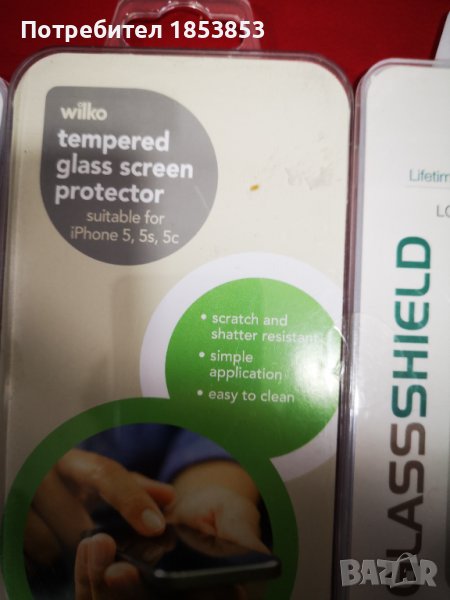 Потребител 1853853
wilko
tempered
glass screen
protector
suitable for
iPhone 5, 5s, 5c
• scratch and
shatter resistant
• simple
application
• easy to clean
GLASSSHIELD
BAZAR